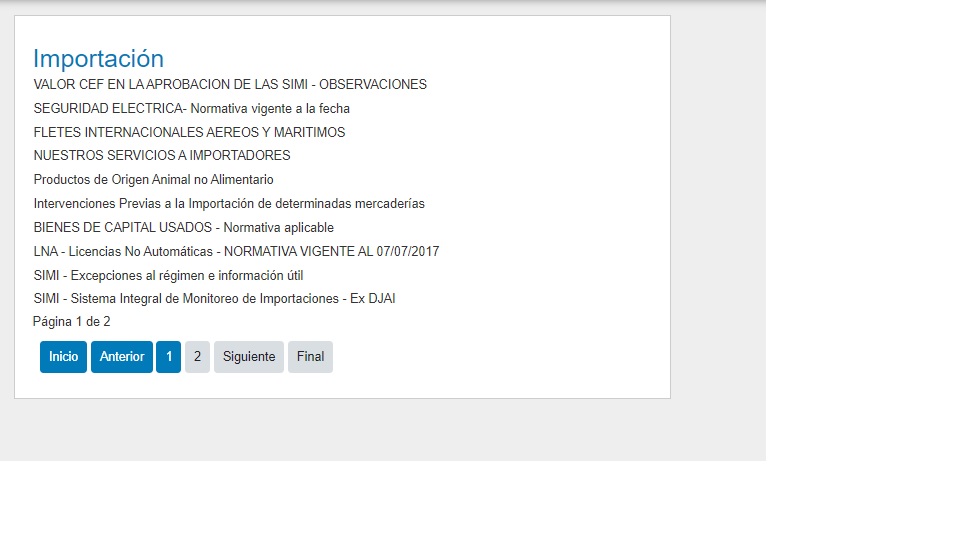 Importación
VALOR CEF EN LA APROBACION DE LAS SIMI - OBSERVACIONES
SEGURIDAD ELECTRICA- Normativa vigente a la fecha
FLETES INTERNACIONALES AEREOS Y MARITIMOS
NUESTROS SERVICIOS A IMPORTADORES
Productos de Origen Animal no Alimentario
Intervenciones Previas a la Importación de determinadas mercaderías
BIENES DE CAPITAL USADOS - Normativa aplicable
LNA - Licencias No Automáticas - NORMATIVA VIGENTE AL 07/07/2017
SIMI - Excepciones al régimen e información útil
SIMI - Sistema Integral de Monitoreo de Importaciones - Ex DJAI
Página 1 de 2
Inicio Anterior 1 2 Siguiente Final